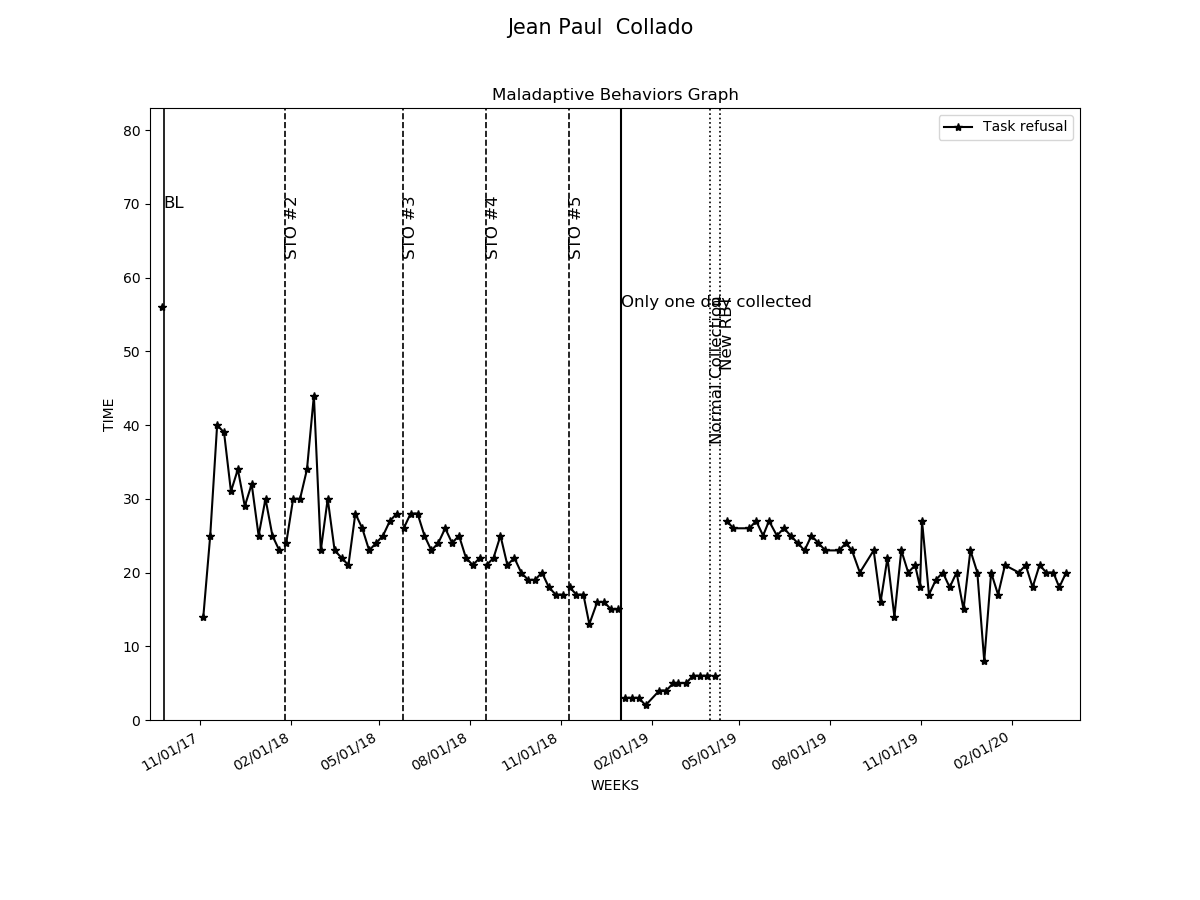 Jean Paul  Collado
Maladaptive Behaviors Graph
Task refusal
80
70
60
50
40
30
20
10
0
TIME
BL
STO #2
STO #3
STO #4
STO #5
Only one day collected
Normal Collection
New RBT
11/01/17
02/01/18
05/01/18
08/01/18
11/01/18
02/01/19
05/01/19
08/01/19
11/01/19
02/01/20
WEEKS